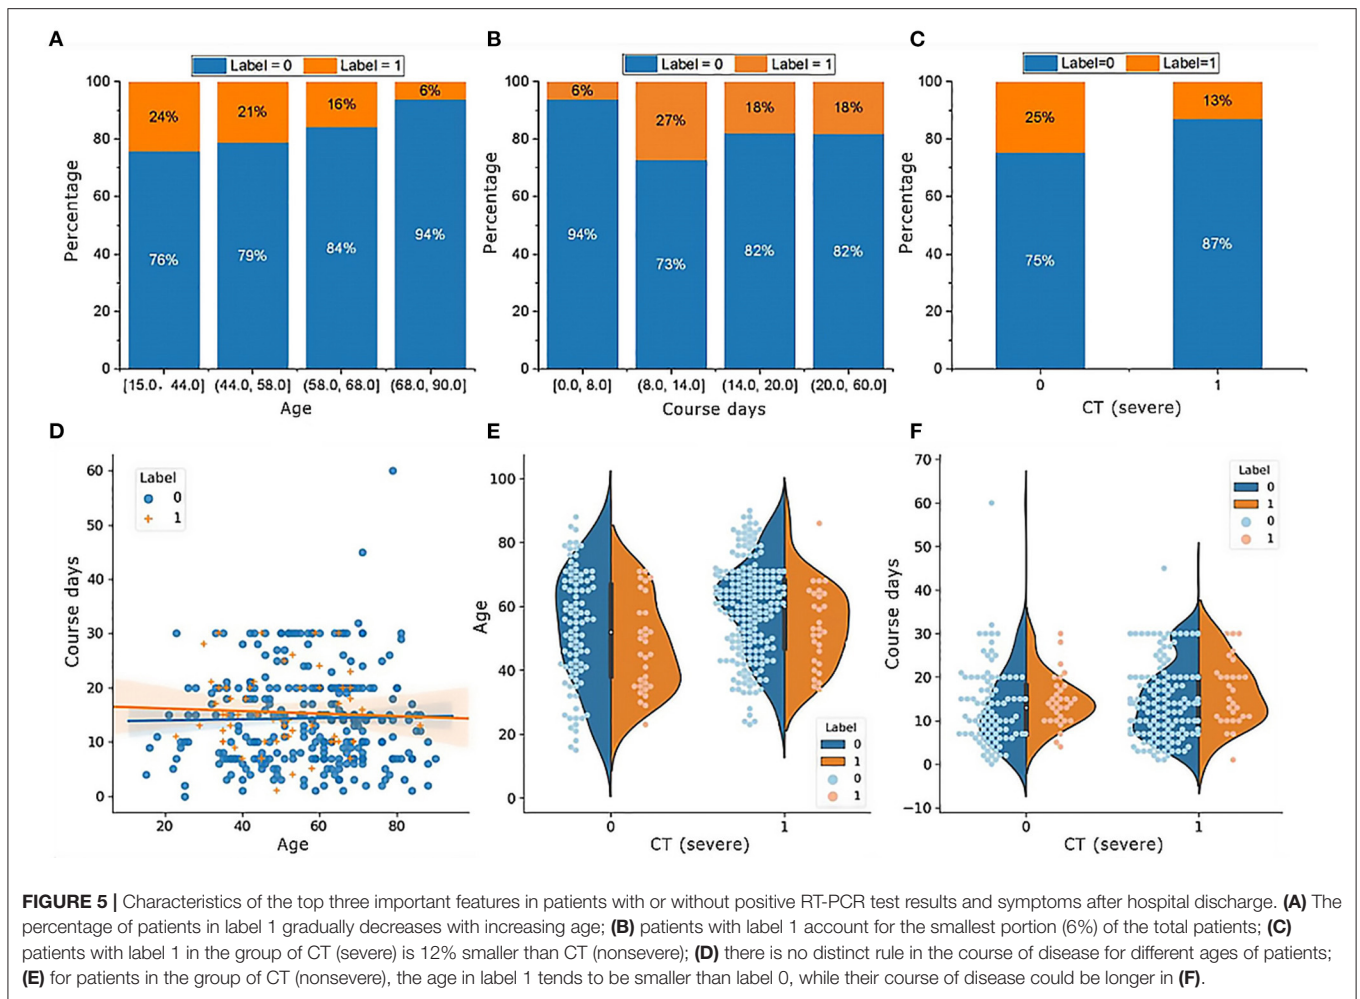 A
Label = 0 Label = 1
100
80
60
40
20
0
Percentage
24% 21% 16% 6%
76% 79% 84% 94%
[15.0, 44.0] (44.0, 58.0] (58.0, 68.0] (68.0, 90.0]
Age
B
Label = 0 Label = 1
100
80
60
40
20
0
Percentage
6% 27% 18% 18%
94% 73% 82% 82%
[0.0, 8.0] (8.0, 14.0] (14.0, 20.0] (20.0, 60.0]
Course days
C
Label=0 Label=1
100
80
60
40
20
0
Percentage
25% 13%
75% 87%
0 1
CT (severe)
D
60
50
40
30
20
10
0
Course days
Label
0
1
20 40 60 80
Age
E
100
80
60
40
20
0
Age
Label
0
1
0
1
0 1
CT (severe)
F
70
60
50
40
30
20
10
0
−10
Course days
Label
0
1
0
1
0 1
CT (severe)
FIGURE 5 | Characteristics of the top three important features in patients with or without positive RT-PCR test results and symptoms after hospital discharge. (A) The
percentage of patients in label 1 gradually decreases with increasing age; (B) patients with label 1 account for the smallest portion (6%) of the total patients; (C)
patients with label 1 in the group of CT (severe) is 12% smaller than CT (nonsevere); (D) there is no distinct rule in the course of disease for different ages of patients;
(E) for patients in the group of CT (nonsevere), the age in label 1 tends to be smaller than label 0, while their course of disease could be longer in (F).